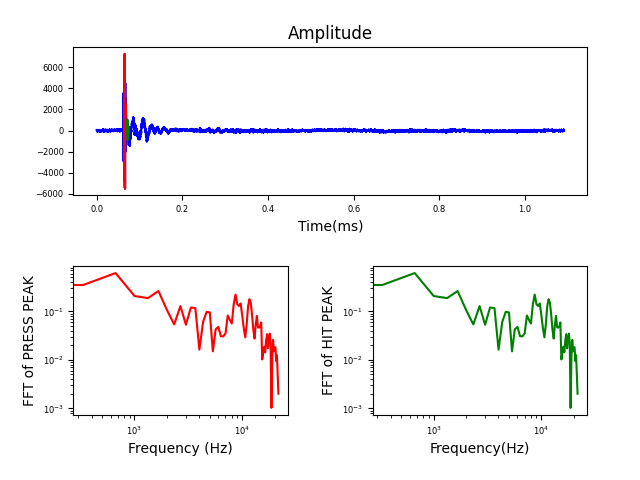 Amplitude
6000
4000
2000
0
−2000
−4000
−6000
0.0 0.2 0.4 0.6 0.8 1.0
Time(ms)
FFT of PRESS PEAK
10⁻¹
10⁻²
10⁻³
10³ 10⁴
Frequency (Hz)
FFT of HIT PEAK
10⁻¹
10⁻²
10⁻³
10³ 10⁴
Frequency(Hz)